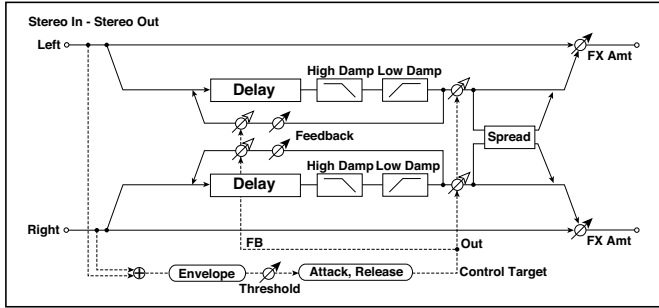 Stereo In - Stereo Out
Left
FX Amt
High Damp Low Damp
Delay
Feedback
Spread
High Damp Low Damp
Delay
Right
FB
Out
FX Amt
Envelope
Threshold
Attack, Release
Control Target